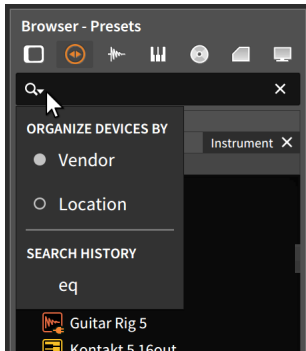 Browser - Presets
ORGANIZE DEVICES BY
Vendor
Instrument
Location
SEARCH HISTORY
eq
Guitar Rig 5
Kontakt 5 16out